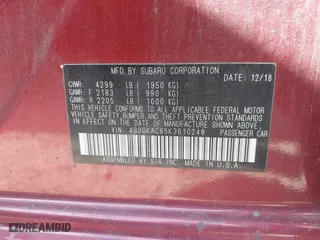 MFD. BY SUBARU CORPORATION 12/18
GVWR: 4299 LB ( 1950 KG)
GAWR: F 2183 LB ( 990 KG)
GAWR: R 2205 LB ( 1000 KG)
THIS VEHICLE CONFORMS TO ALL APPLICABLE FEDERAL MOTOR
VEHICLE SAFETY,BUMPER,AND THEFT PREVENTION STANDARDS
IN EFFECT ON THE DATE OF MANUFACTURE SHOWN ABOVE.
VIN: 4S3GKAC65K3610248 PASSENGER CAR
ASSEMBLED BY SIA INC. MADE IN U.S.A.
DREAMBID